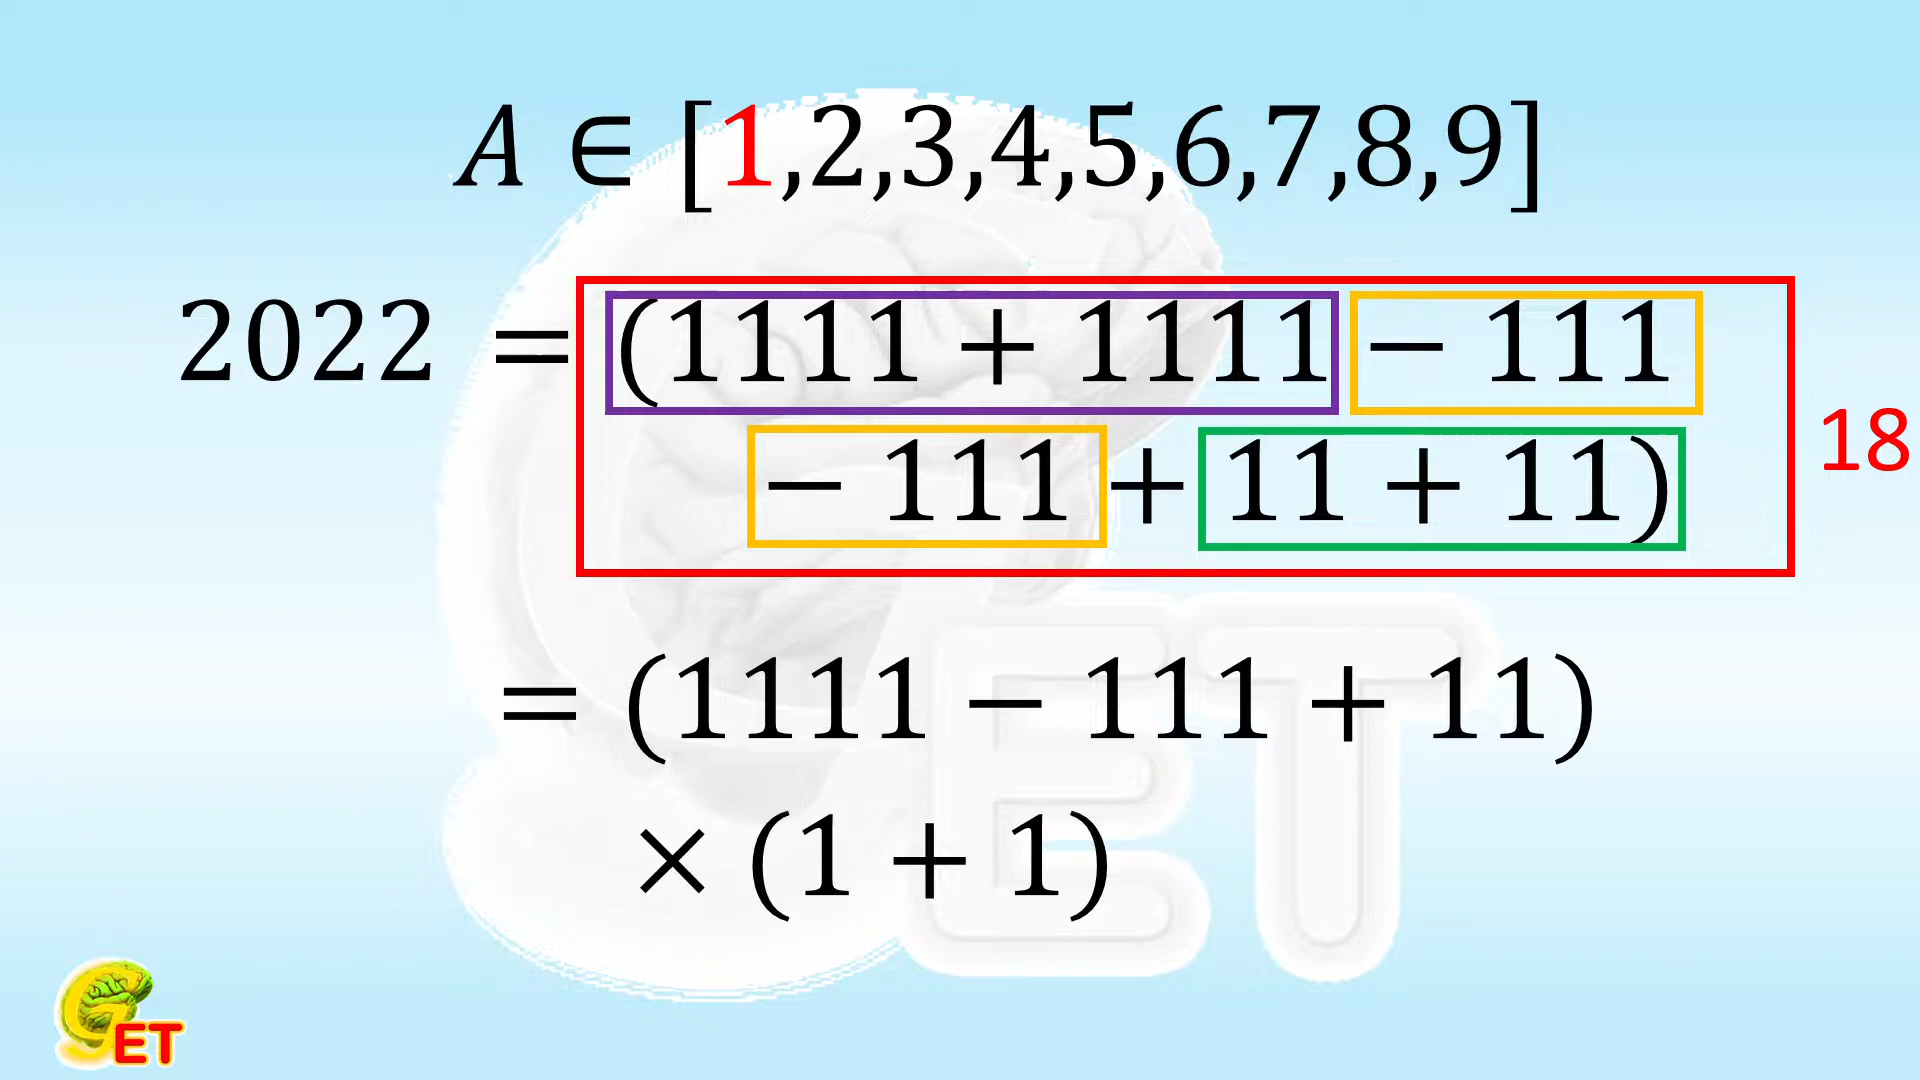 A ∈ [1,2,3,4,5,6,7,8,9]
2022 = (1111 + 1111 − 111
− 111 + 11 + 11)
18
= (1111 − 111 + 11)
× (1 + 1)
GET